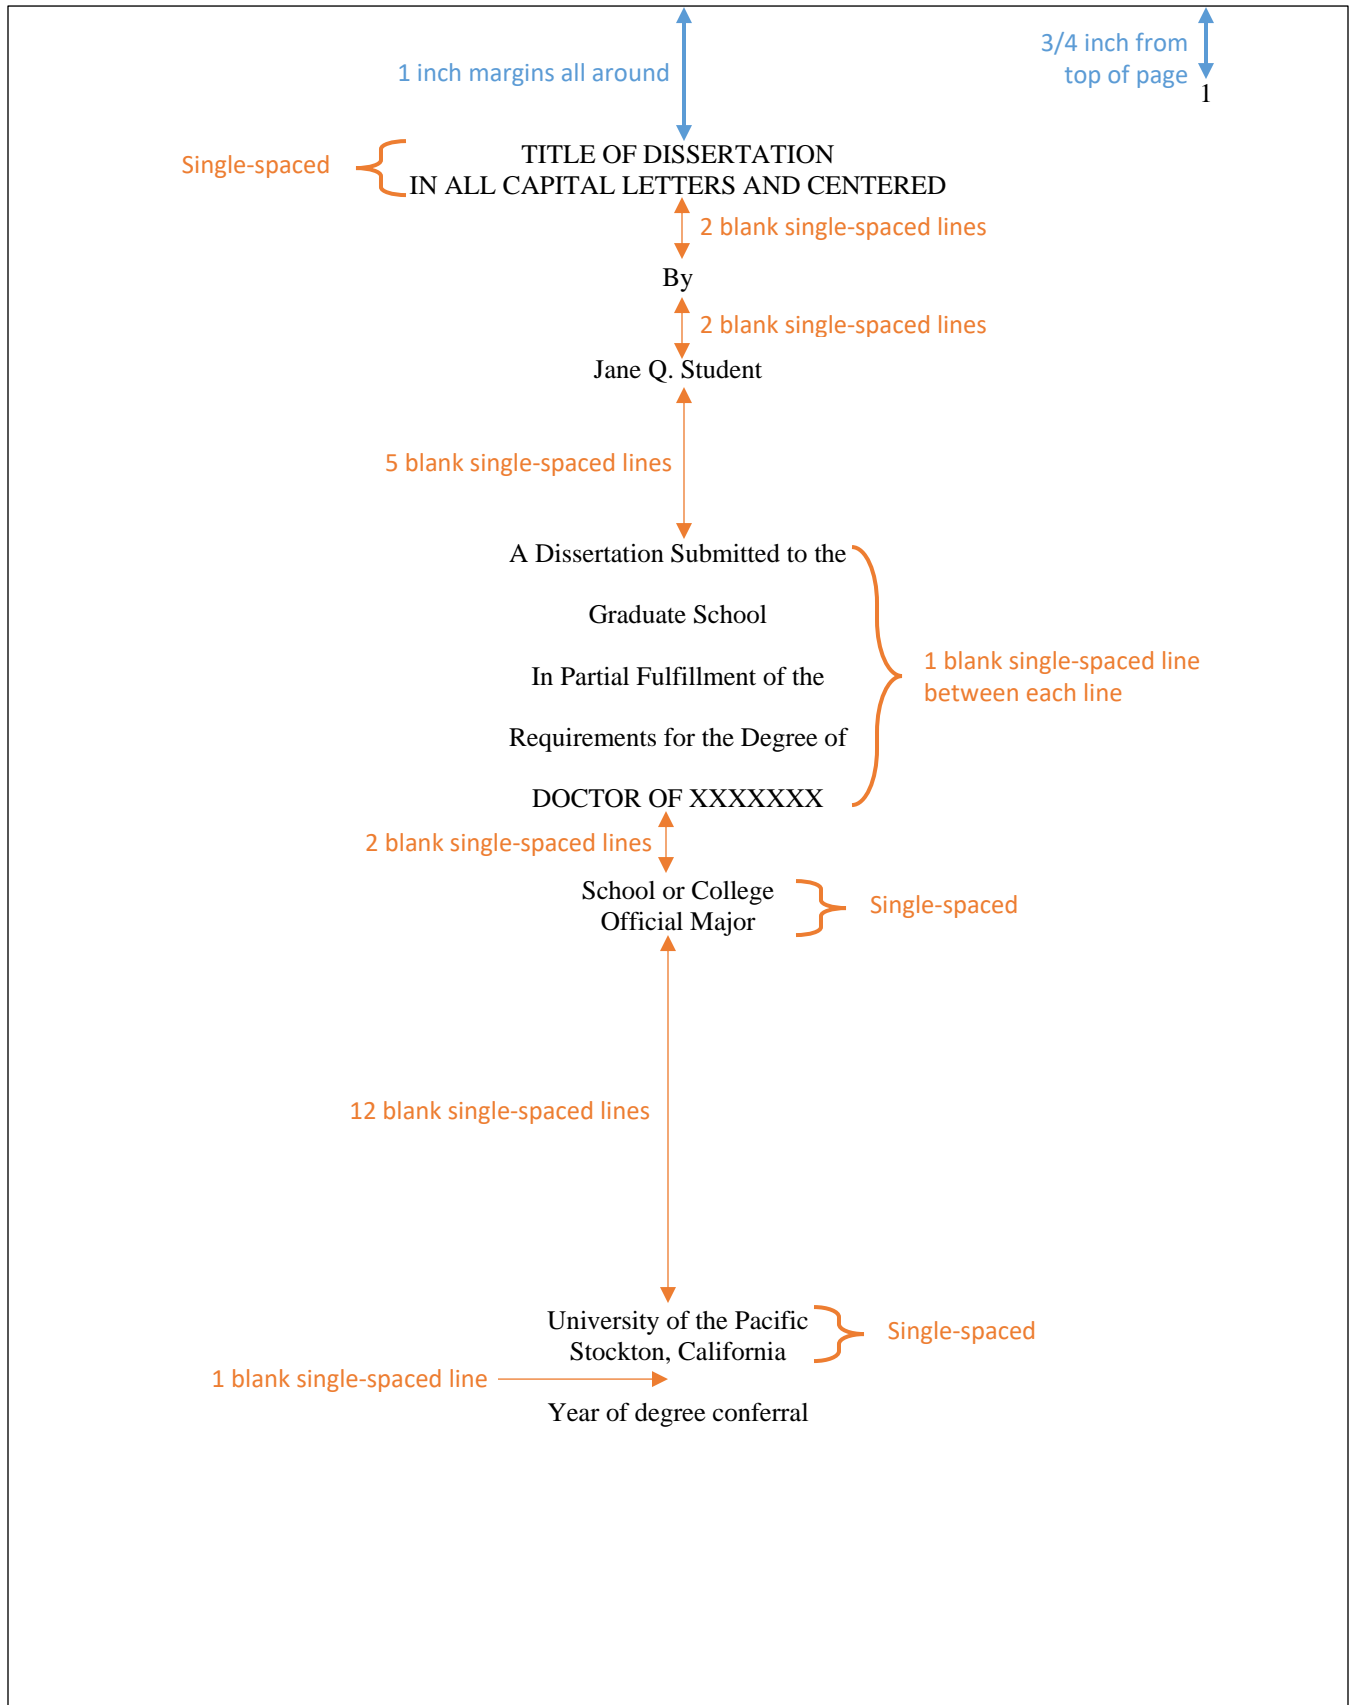 3/4 inch from
1 inch margins all around
top of page
1
Single-spaced
TITLE OF DISSERTATION
IN ALL CAPITAL LETTERS AND CENTERED
2 blank single-spaced lines
By
2 blank single-spaced lines
Jane Q. Student
5 blank single-spaced lines
A Dissertation Submitted to the
Graduate School
In Partial Fulfillment of the
1 blank single-spaced line
between each line
Requirements for the Degree of
DOCTOR OF XXXXXXX
2 blank single-spaced lines
School or College
Official Major
Single-spaced
12 blank single-spaced lines
University of the Pacific
Stockton, California
Single-spaced
1 blank single-spaced line
Year of degree conferral